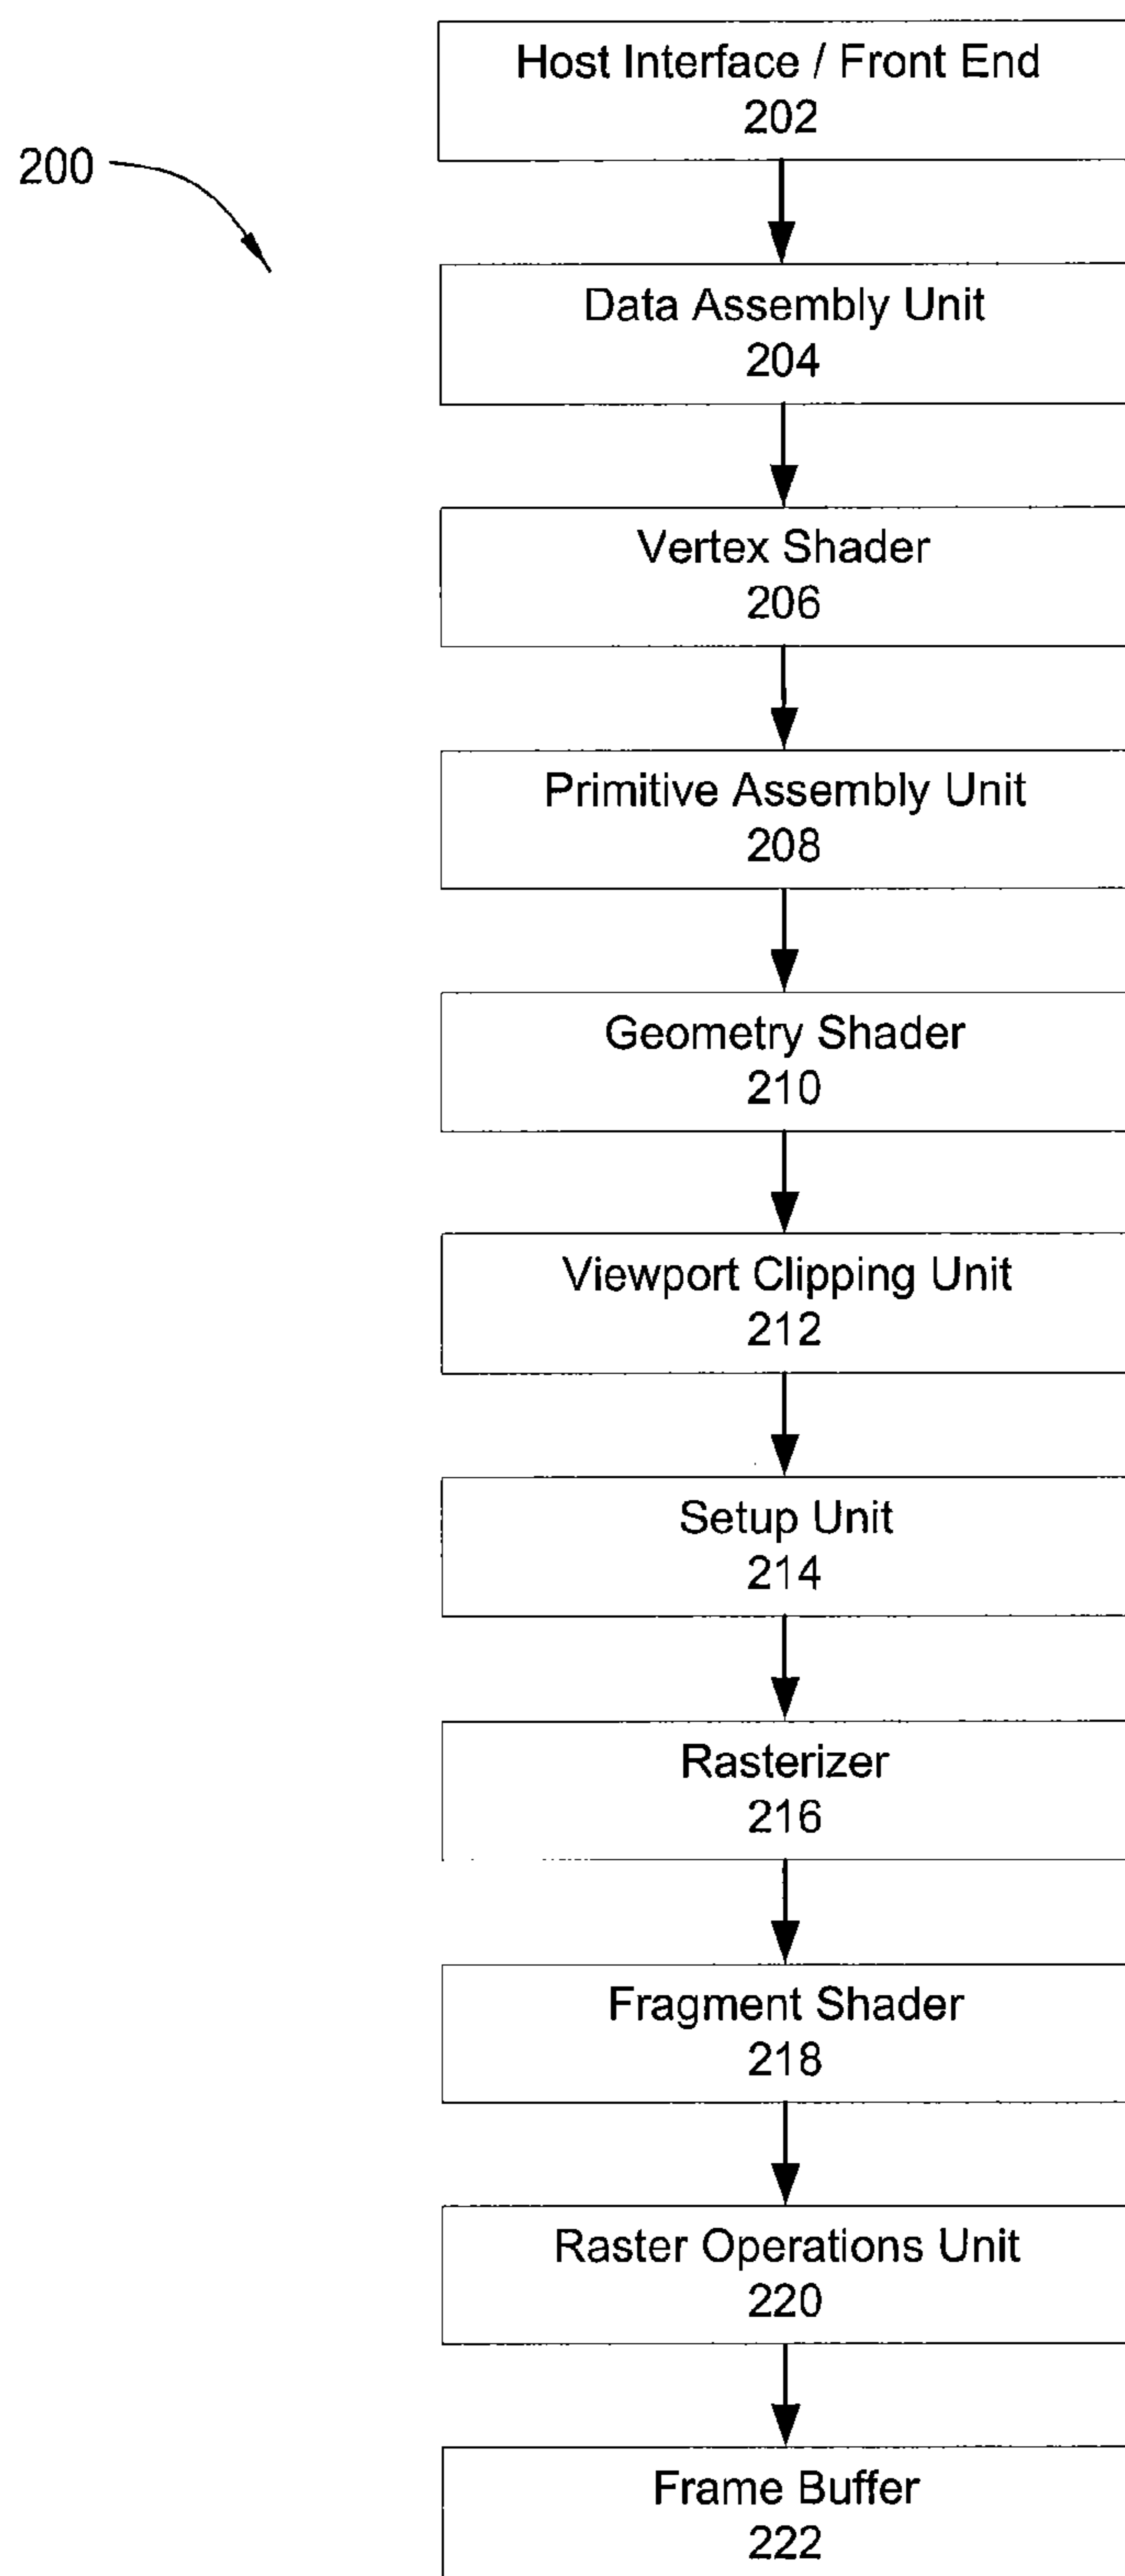 Host Interface / Front End
202
200
Data Assembly Unit
204
Vertex Shader
206
Primitive Assembly Unit
208
Geometry Shader
210
Viewport Clipping Unit
212
Setup Unit
214
Rasterizer
216
Fragment Shader
218
Raster Operations Unit
220
Frame Buffer
222